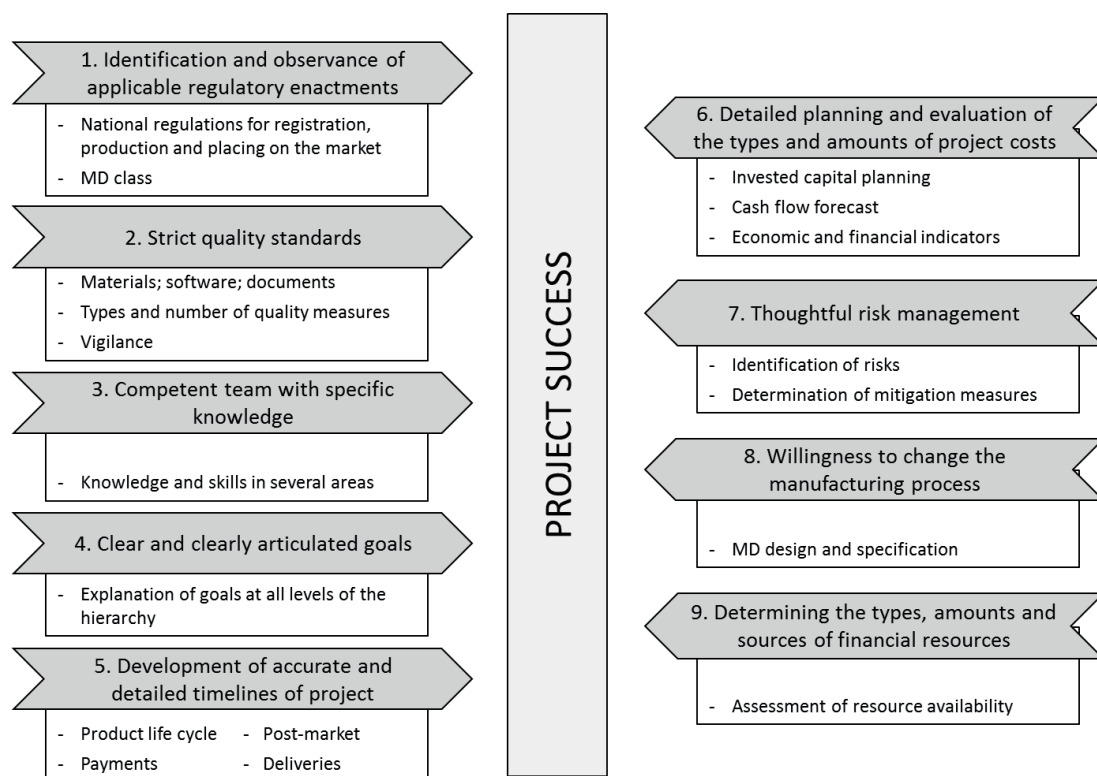 1. Identification and observance of
applicable regulatory enactments
- National regulations for registration,
production and placing on the market
- MD class
2. Strict quality standards
- Materials; software; documents
- Types and number of quality measures
- Vigilance
3. Competent team with specific
knowledge
- Knowledge and skills in several areas
4. Clear and clearly articulated goals
- Explanation of goals at all levels of the
hierarchy
5. Development of accurate and
detailed timelines of project
- Product life cycle - Post-market
- Payments - Deliveries
PROJECT SUCCESS
6. Detailed planning and evaluation of
the types and amounts of project costs
- Invested capital planning
- Cash flow forecast
- Economic and financial indicators
7. Thoughtful risk management
- Identification of risks
- Determination of mitigation measures
8. Willingness to change the
manufacturing process
- MD design and specification
9. Determining the types, amounts and
sources of financial resources
- Assessment of resource availability